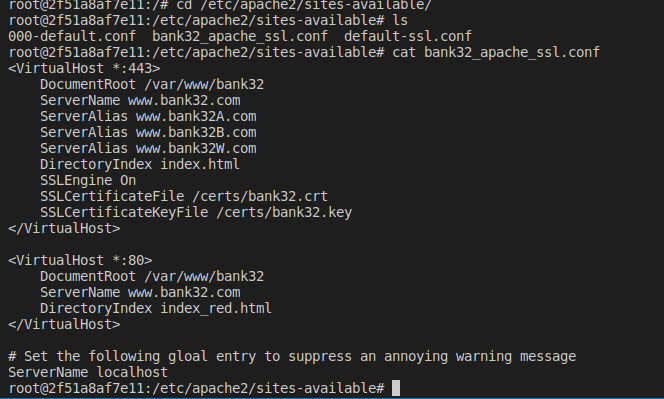 root@2f51a8af7e11:/# cd /etc/apache2/sites-available/
root@2f51a8af7e11:/etc/apache2/sites-available# ls
000-default.conf  bank32_apache_ssl.conf  default-ssl.conf
root@2f51a8af7e11:/etc/apache2/sites-available# cat bank32_apache_ssl.conf
<VirtualHost *:443>
    DocumentRoot /var/www/bank32
    ServerName www.bank32.com
    ServerAlias www.bank32A.com
    ServerAlias www.bank32B.com
    ServerAlias www.bank32W.com
    DirectoryIndex index.html
    SSLEngine On
    SSLCertificateFile /certs/bank32.crt
    SSLCertificateKeyFile /certs/bank32.key
</VirtualHost>

<VirtualHost *:80>
    DocumentRoot /var/www/bank32
    ServerName www.bank32.com
    DirectoryIndex index_red.html
</VirtualHost>

# Set the following gloal entry to suppress an annoying warning message
ServerName localhost
root@2f51a8af7e11:/etc/apache2/sites-available#